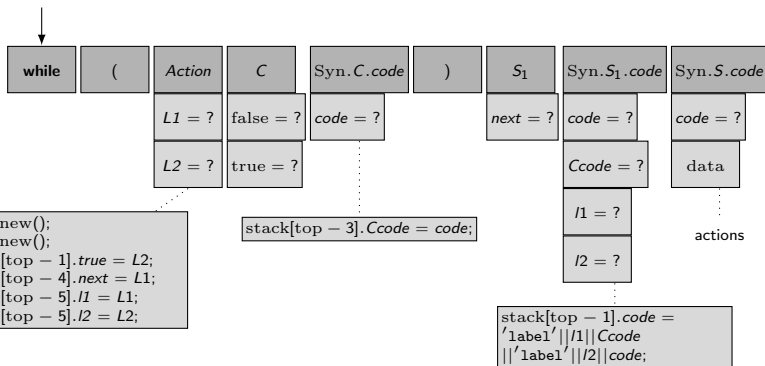 while ( Action C Syn.C.code ) S1 Syn.S1.code Syn.S.code
L1 = ? false = ? code = ? next = ? code = ? code = ?
L2 = ? true = ? Ccode = ? data
l1 = ?
l2 = ?
actions
new();
new();
[top − 1].true = L2;
[top − 4].next = L1;
[top − 5].l1 = L1;
[top − 5].l2 = L2;
stack[top − 3].Ccode = code;
stack[top − 1].code =
'label'||l1||Ccode
||'label'||l2||code;